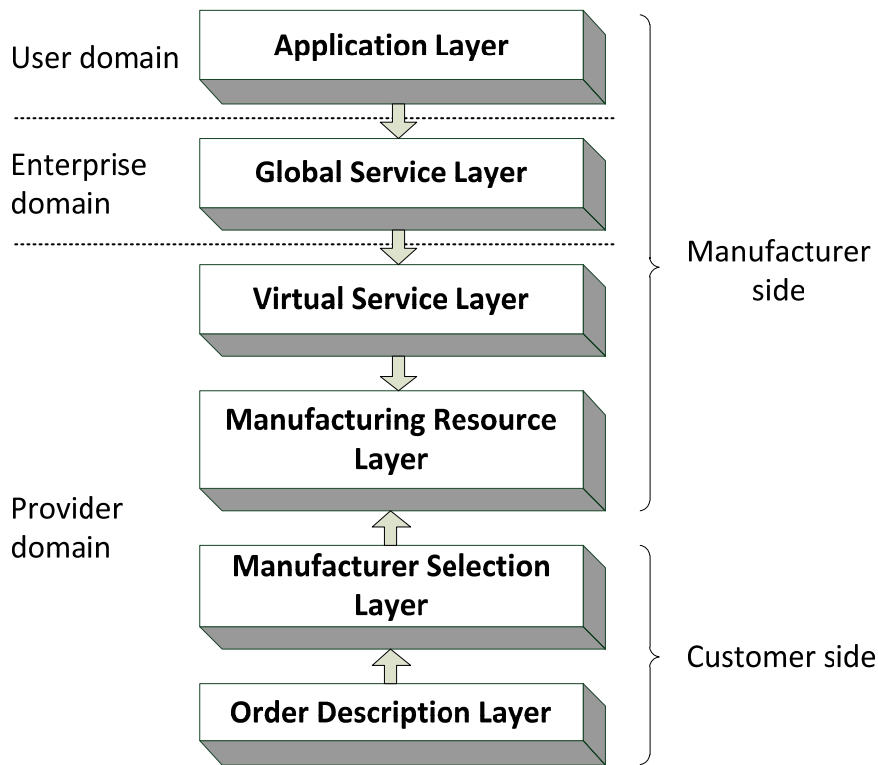 User domain
Application Layer
Enterprise
domain
Global Service Layer
Virtual Service Layer
Manufacturer
side
Manufacturing Resource
Layer
Provider
domain
Manufacturer Selection
Layer
Customer side
Order Description Layer